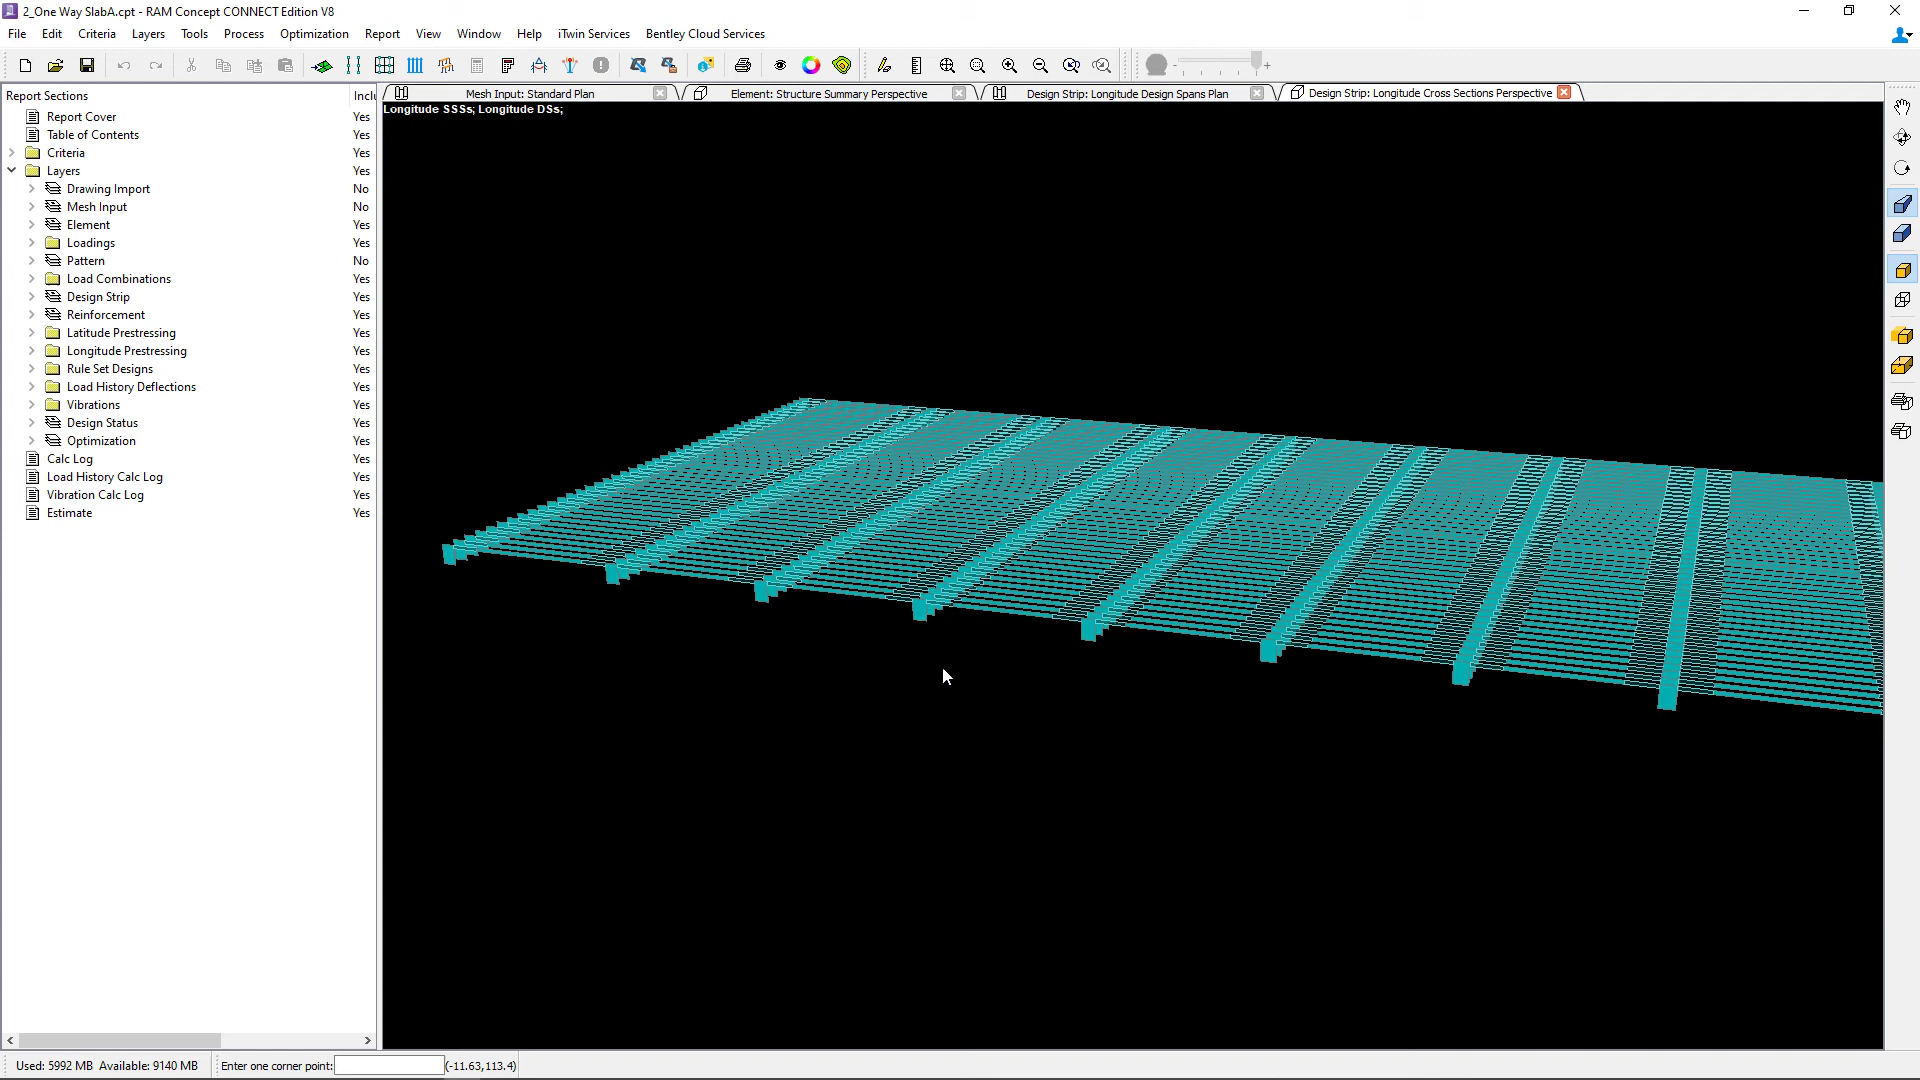 2_One Way SlabA.cpt - RAM Concept CONNECT Edition V8
File Edit Criteria Layers Tools Process Optimization Report View Window Help iTwin Services Bentley Cloud Services
Report Sections Inclu
Report Cover Yes
Table of Contents Yes
Criteria Yes
Layers Yes
Drawing Import No
Mesh Input No
Element Yes
Loadings Yes
Pattern No
Load Combinations Yes
Design Strip Yes
Reinforcement Yes
Latitude Prestressing Yes
Longitude Prestressing Yes
Rule Set Designs Yes
Load History Deflections Yes
Vibrations Yes
Design Status Yes
Optimization Yes
Calc Log Yes
Load History Calc Log Yes
Vibration Calc Log Yes
Estimate Yes
Mesh Input: Standard Plan Element: Structure Summary Perspective Design Strip: Longitude Design Spans Plan Design Strip: Longitude Cross Sections Perspective
Longitude SSSs; Longitude DSs;
Used: 5992 MB Available: 9140 MB Enter one corner point: (-11.63,113.4)